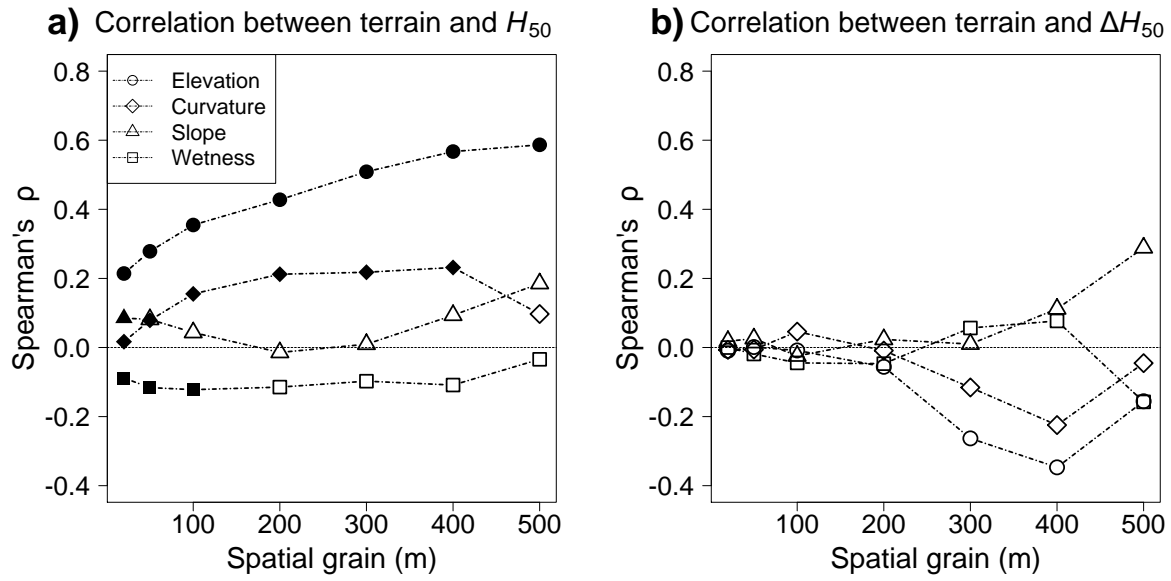 a) Correlation between terrain and H50
0.8
0.6
0.4
0.2
0.0
-0.2
-0.4
Spearman's ρ
Elevation
Curvature
Slope
Wetness
100 200 300 400 500
Spatial grain (m)
b) Correlation between terrain and ΔH50
0.8
0.6
0.4
0.2
0.0
-0.2
-0.4
Spearman's ρ
100 200 300 400 500
Spatial grain (m)